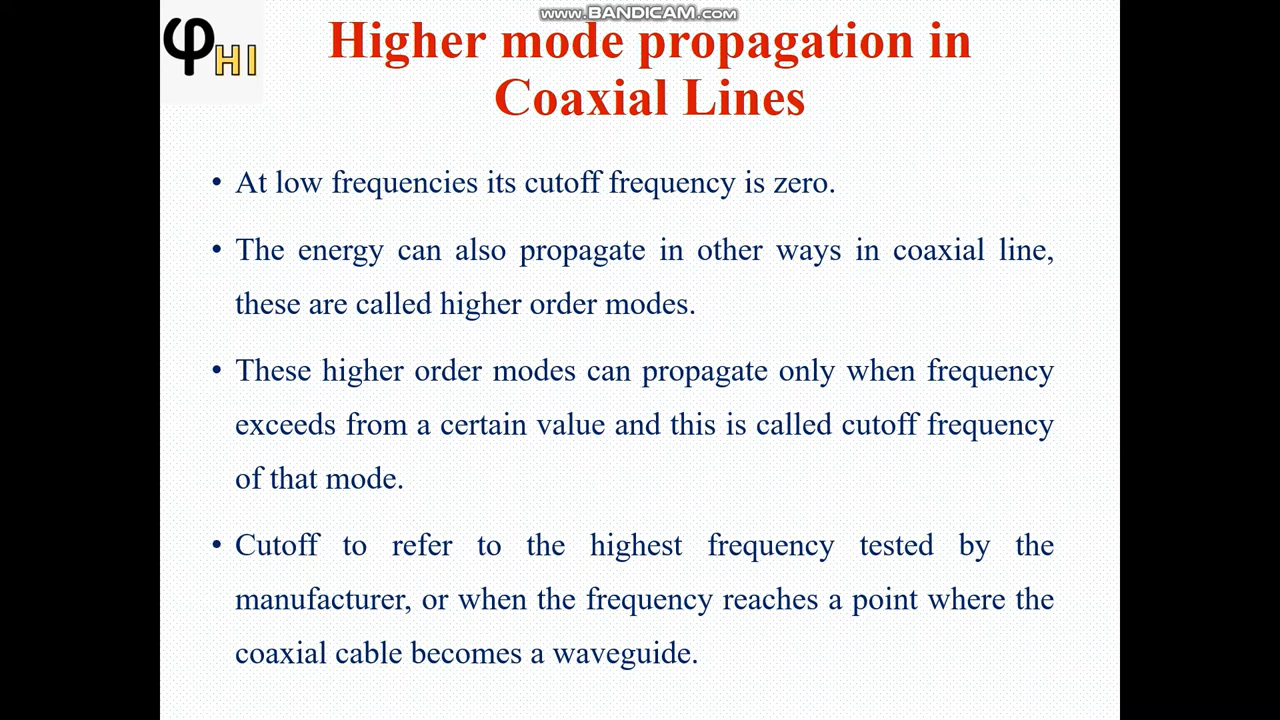 www.BANDICAM.com
φHI
Higher mode propagation in
Coaxial Lines
• At low frequencies its cutoff frequency is zero.
• The energy can also propagate in other ways in coaxial line,
these are called higher order modes.
• These higher order modes can propagate only when frequency
exceeds from a certain value and this is called cutoff frequency
of that mode.
• Cutoff to refer to the highest frequency tested by the
manufacturer, or when the frequency reaches a point where the
coaxial cable becomes a waveguide.